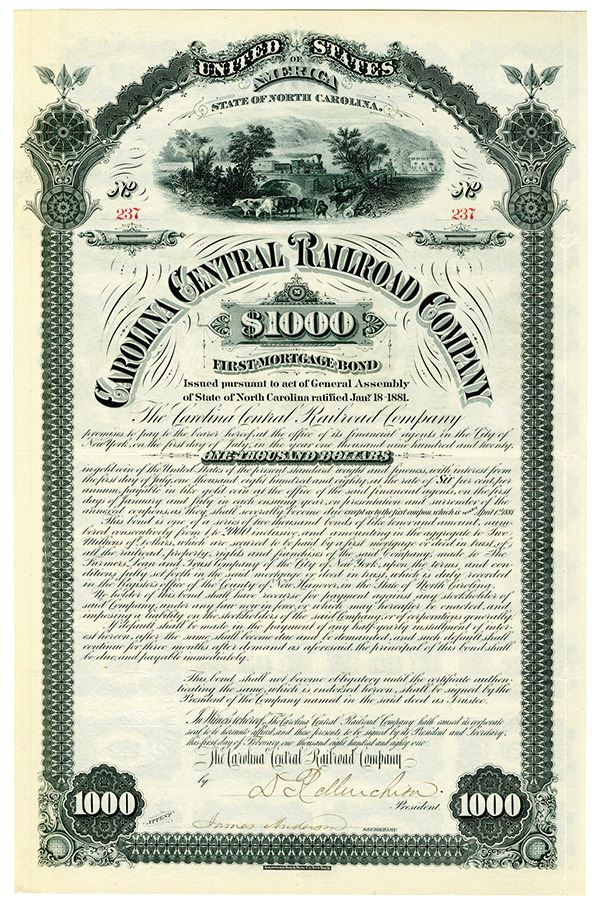 UNITED STATES
OF
AMERICA
STATE OF NORTH CAROLINA.
No No
237 237
CAROLINA CENTRAL RAILROAD COMPANY
$1000
FIRST MORTGAGE BOND
Issued pursuant to act of General Assembly
of State of North Carolina ratified Jany. 18-1881.
The Carolina Central Railroad Company
promises to pay to the bearer hereof, at the office of its financial agents in the City of
New York, on the first day of July, in the year one thousand nine hundred and twenty,
ONE THOUSAND DOLLARS
in gold coin of the United States of the present standard weight and fineness, with interest from
the first day of July, one thousand eight hundred and eighty, at the rate of Six per cent. per
annum, payable in like gold coin at the office of the said financial agents, on the first
days of January and July in each ensuing year, on presentation and surrender of the
annexed coupons, as they shall severally become due except as to the first coupon, which is April 1st 1881
This bond is one of a series of two thousand bonds of like tenor and amount, num-
bered consecutively from 1 to 2000 inclusive, and amounting in the aggregate to Two
Millions of Dollars, which are secured to be paid by a first mortgage or deed in trust, of
all the railroad, property, rights and franchises of the said Company, made to The
Farmers Loan and Trust Company of the City of New York, upon the terms, and con-
ditions, fully set forth in the said mortgage or deed in trust, which is duly recorded
in the Registers office of the County of New Hanover, in the State of North Carolina.
No holder of this bond shall have recourse for payment against any stockholder of
said Company, under any law now in force, or which may hereafter be enacted, and
imposing a liability on the stockholders of the said Company, or of corporations generally.
If default shall be made in the payment of any half yearly installment of inter-
est hereon, after the same shall become due and be demanded, and such default shall
continue for three months after demand as aforesaid, the principal of this bond shall
be due and payable immediately.
This bond shall not become obligatory until the certificate authen-
ticating the same, which is endorsed hereon, shall be signed by the
President of the Company named in the said deed as Trustee.
In Witness whereof, The Carolina Central Railroad Company hath caused its corporate
seal to be hereunto affixed, and these presents to be signed by its President and Secretary,
this first day of February, one thousand eight hundred and eighty-one.
The Carolina Central Railroad Company
by
President.
ATTEST
James Anderson SECRETARY
1000 1000
American Bank Note Co. New York